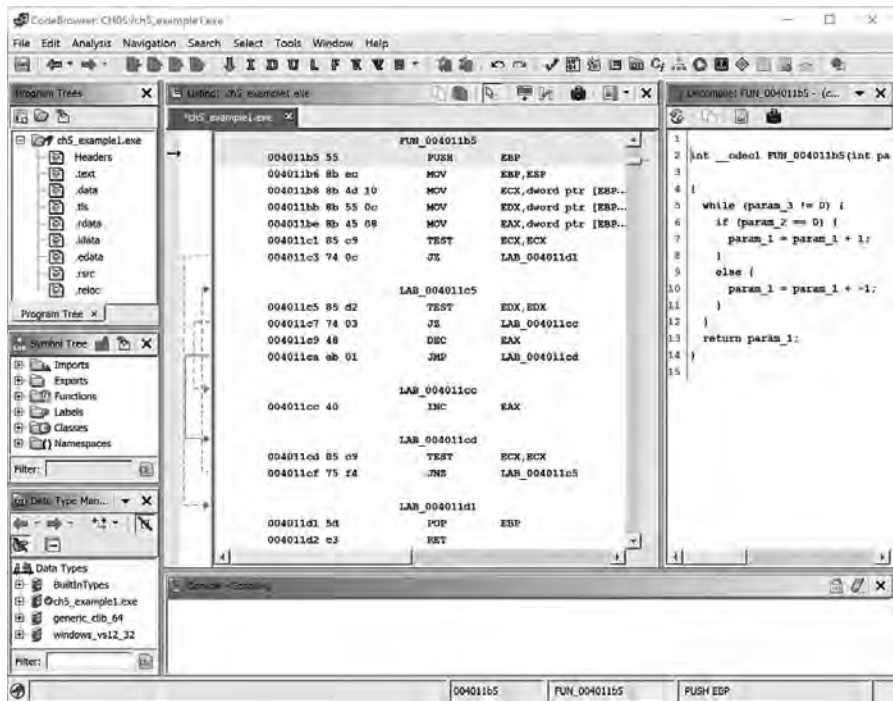 CodeBrowser: CH05:/ch5_example1.exe
File Edit Analysis Navigation Search Select Tools Window Help
I D U L F R V B
Program Trees
ch5_example1.exe
Headers
.text
.data
.tls
.rdata
.idata
.edata
.rsrc
.reloc
Program Tree
Symbol Tree
Imports
Exports
Functions
Labels
Classes
Namespaces
Filter:
Data Type Man...
Data Types
BuiltInTypes
ch5_example1.exe
generic_clib_64
windows_vs12_32
Filter:
Listing: ch5_example1.exe
*ch5_example1.exe
FUN_004011b5
004011b5 55 PUSH EBP
004011b6 8b ec MOV EBP,ESP
004011b8 8b 4d 10 MOV ECX,dword ptr [EBP...
004011bb 8b 55 0c MOV EDX,dword ptr [EBP...
004011be 8b 45 08 MOV EAX,dword ptr [EBP...
004011c1 85 c9 TEST ECX,ECX
004011c3 74 0c JZ LAB_004011d1
LAB_004011c5
004011c5 85 d2 TEST EDX,EDX
004011c7 74 03 JZ LAB_004011cc
004011c9 48 DEC EAX
004011ca eb 01 JMP LAB_004011cd
LAB_004011cc
004011cc 40 INC EAX
LAB_004011cd
004011cd 85 c9 TEST ECX,ECX
004011cf 75 f4 JNZ LAB_004011c5
LAB_004011d1
004011d1 5d POP EBP
004011d2 c3 RET
Decompile: FUN_004011b5 - (c...
1
2 int __cdecl FUN_004011b5(int pa
3
4 {
5 while (param_3 != 0) {
6 if (param_2 == 0) {
7 param_1 = param_1 + 1;
8 }
9 else {
10 param_1 = param_1 + -1;
11 }
12 }
13 return param_1;
14 }
15
Console - Scripting
004011b5 FUN_004011b5 PUSH EBP